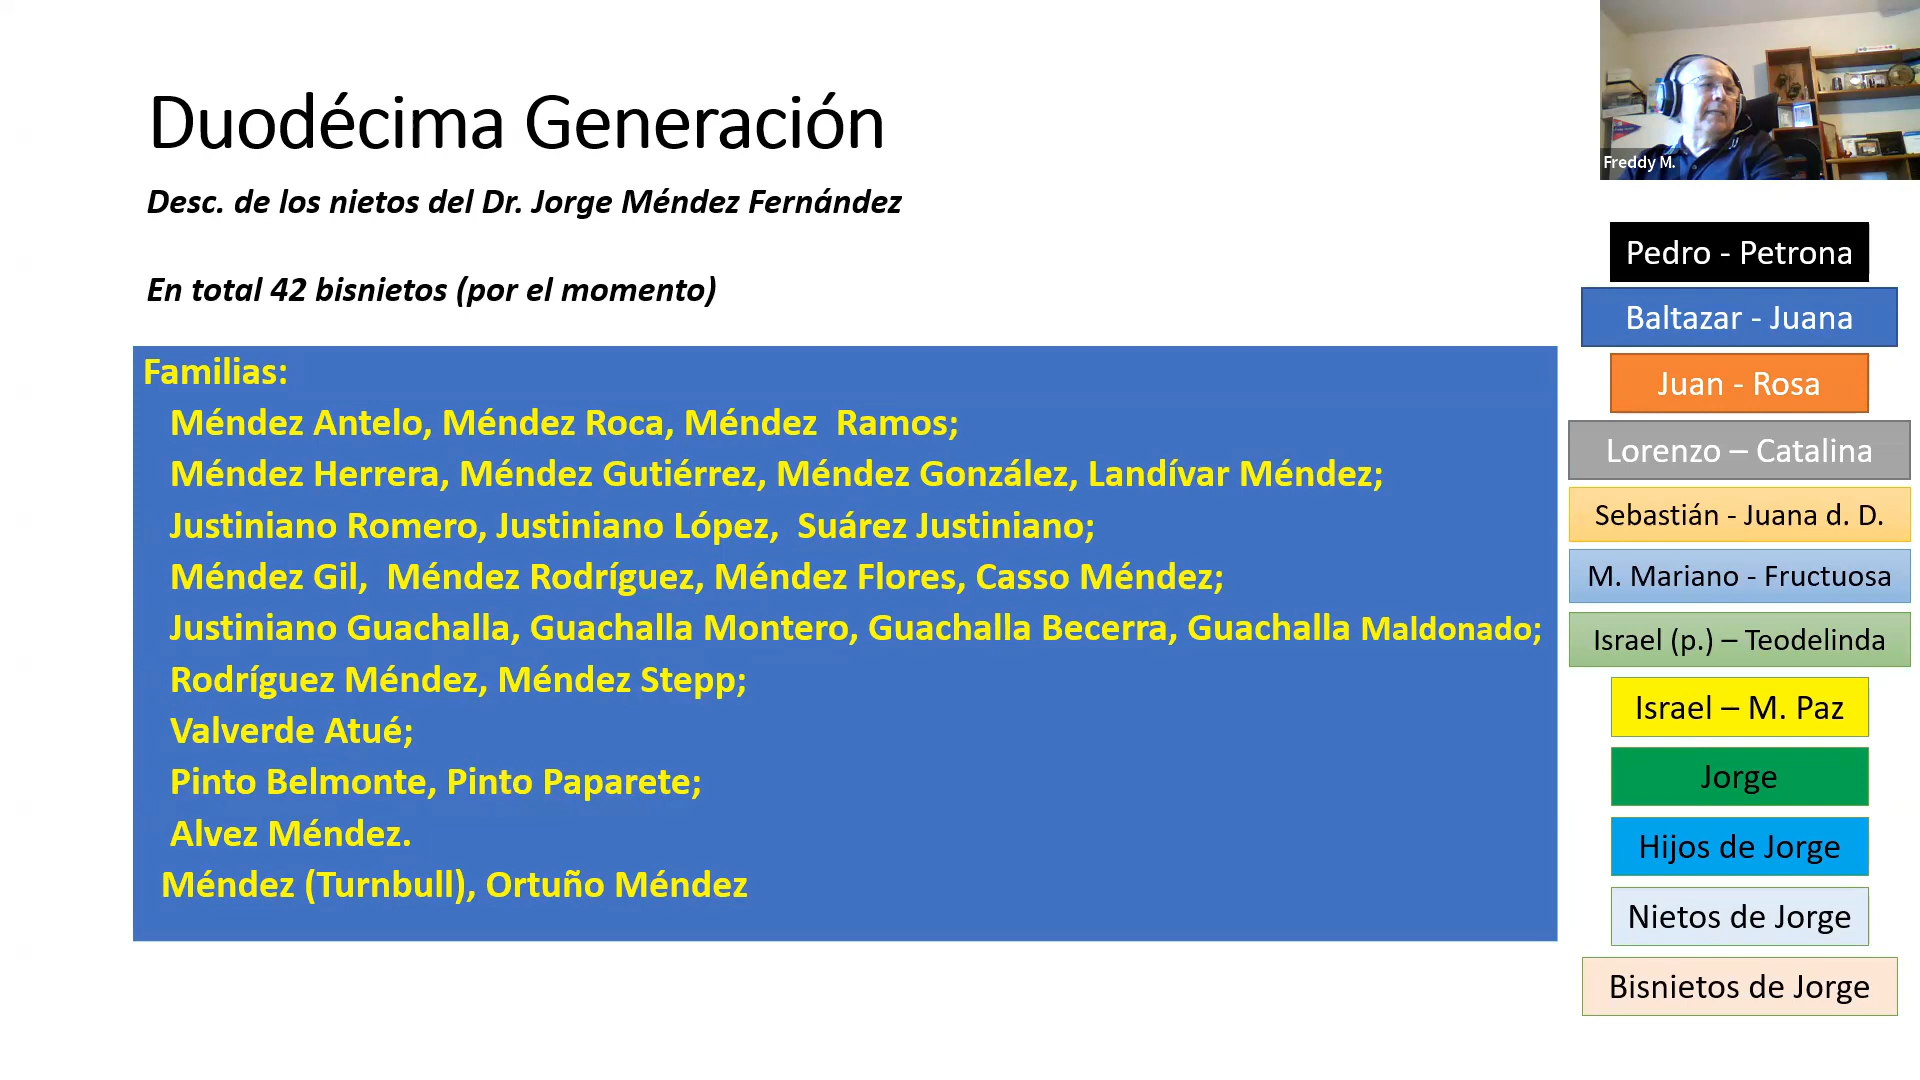 Duodécima Generación
Desc. de los nietos del Dr. Jorge Méndez Fernández
En total 42 bisnietos (por el momento)
Familias:
Méndez Antelo, Méndez Roca, Méndez Ramos;
Méndez Herrera, Méndez Gutiérrez, Méndez González, Landívar Méndez;
Justiniano Romero, Justiniano López, Suárez Justiniano;
Méndez Gil, Méndez Rodríguez, Méndez Flores, Casso Méndez;
Justiniano Guachalla, Guachalla Montero, Guachalla Becerra, Guachalla Maldonado;
Rodríguez Méndez, Méndez Stepp;
Valverde Atué;
Pinto Belmonte, Pinto Paparete;
Alvez Méndez.
Méndez (Turnbull), Ortuño Méndez
Freddy M.
Pedro - Petrona
Baltazar - Juana
Juan - Rosa
Lorenzo – Catalina
Sebastián - Juana d. D.
M. Mariano - Fructuosa
Israel (p.) – Teodelinda
Israel – M. Paz
Jorge
Hijos de Jorge
Nietos de Jorge
Bisnietos de Jorge